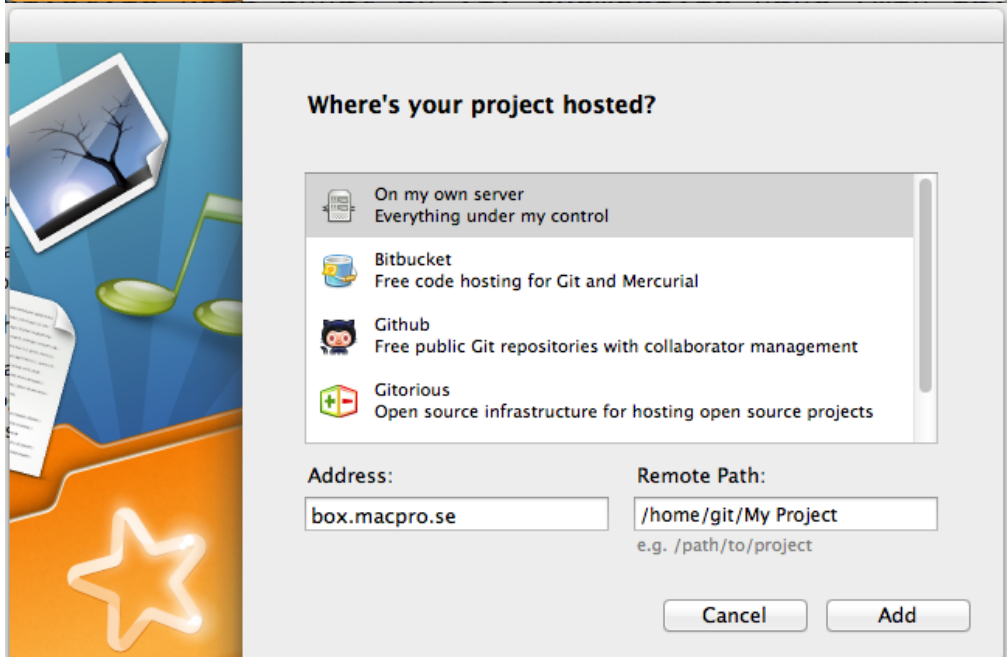 Where's your project hosted?
On my own server
Everything under my control
Bitbucket
Free code hosting for Git and Mercurial
Github
Free public Git repositories with collaborator management
Gitorious
Open source infrastructure for hosting open source projects
Address:
Remote Path:
box.macpro.se
/home/git/My Project
e.g. /path/to/project
Cancel
Add